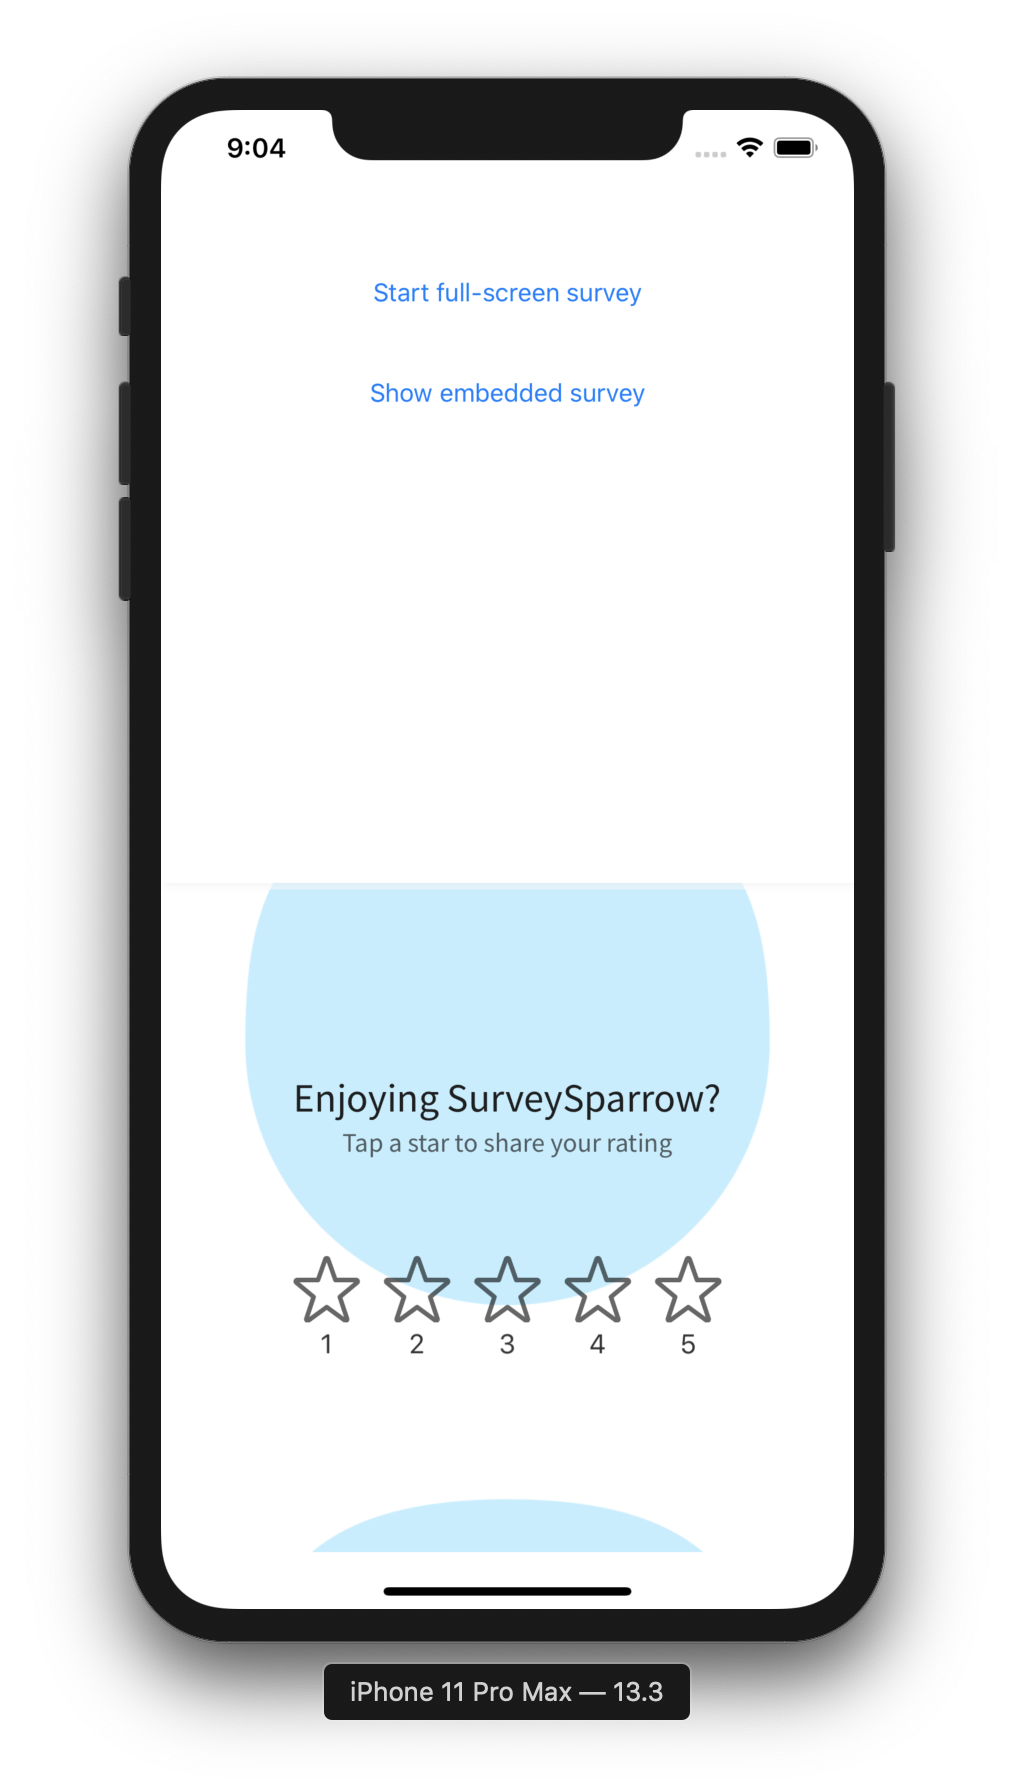 9:04
Start full-screen survey
Show embedded survey
Enjoying SurveySparrow?
Tap a star to share your rating
1 2 3 4 5
iPhone 11 Pro Max — 13.3